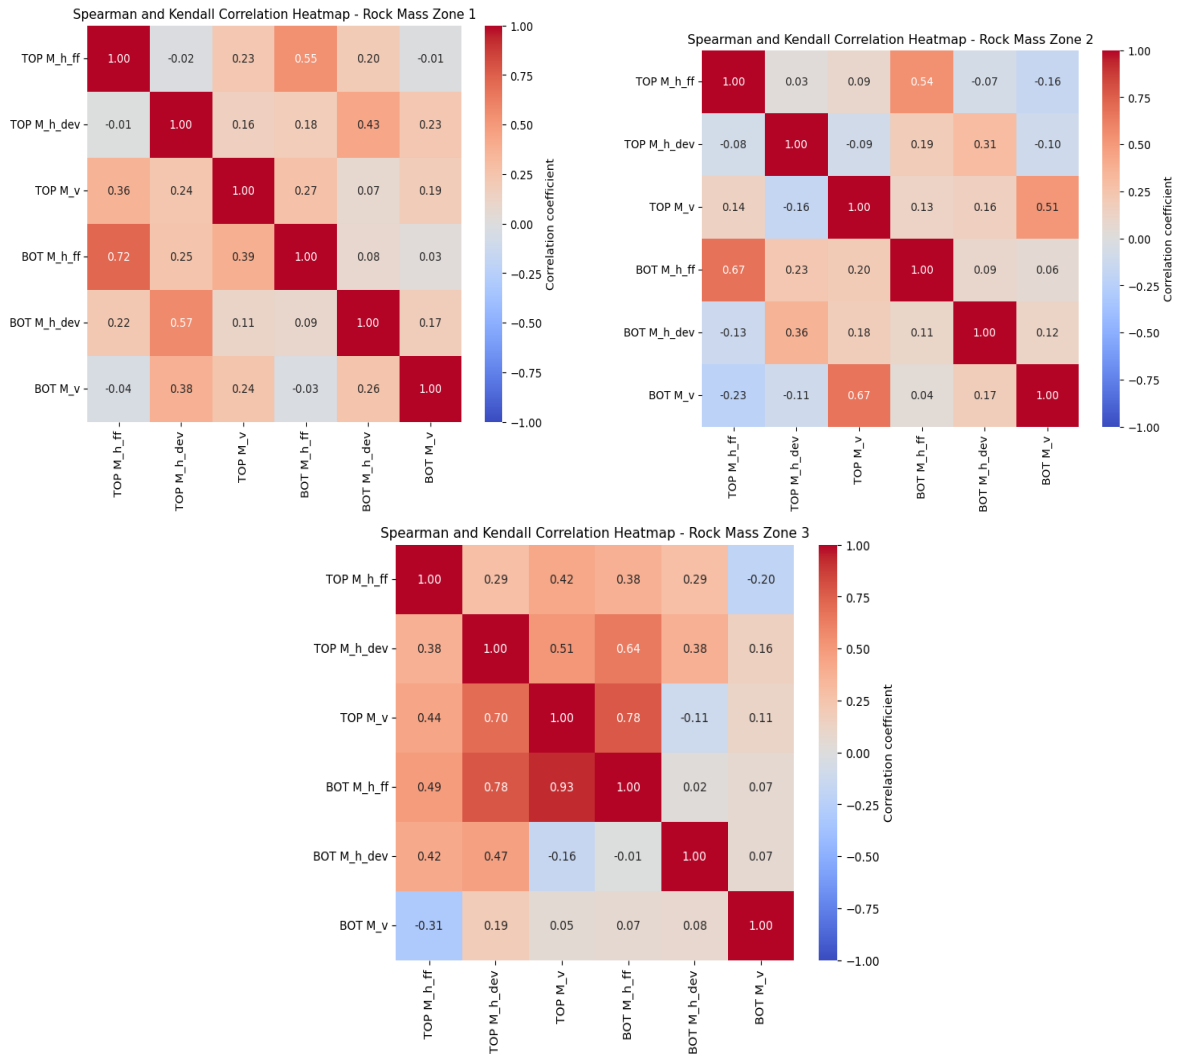 Spearman and Kendall Correlation Heatmap - Rock Mass Zone 1
TOP M_h_ff 1.00 -0.02 0.23 0.55 0.20 -0.01
TOP M_h_dev -0.01 1.00 0.16 0.18 0.43 0.23
TOP M_v 0.36 0.24 1.00 0.27 0.07 0.19
BOT M_h_ff 0.72 0.25 0.39 1.00 0.08 0.03
BOT M_h_dev 0.22 0.57 0.11 0.09 1.00 0.17
BOT M_v -0.04 0.38 0.24 -0.03 0.26 1.00
TOP M_h_ff TOP M_h_dev TOP M_v BOT M_h_ff BOT M_h_dev BOT M_v
1.00
0.75
0.50
0.25
0.00
−0.25
−0.50
−0.75
−1.00
Correlation coefficient
Spearman and Kendall Correlation Heatmap - Rock Mass Zone 2
TOP M_h_ff 1.00 0.03 0.09 0.54 -0.07 -0.16
TOP M_h_dev -0.08 1.00 -0.09 0.19 0.31 -0.10
TOP M_v 0.14 -0.16 1.00 0.13 0.16 0.51
BOT M_h_ff 0.67 0.23 0.20 1.00 0.09 0.06
BOT M_h_dev -0.13 0.36 0.18 0.11 1.00 0.12
BOT M_v -0.23 -0.11 0.67 0.04 0.17 1.00
TOP M_h_ff TOP M_h_dev TOP M_v BOT M_h_ff BOT M_h_dev BOT M_v
1.00
0.75
0.50
0.25
0.00
−0.25
−0.50
−0.75
−1.00
Correlation coefficient
Spearman and Kendall Correlation Heatmap - Rock Mass Zone 3
TOP M_h_ff 1.00 0.29 0.42 0.38 0.29 -0.20
TOP M_h_dev 0.38 1.00 0.51 0.64 0.38 0.16
TOP M_v 0.44 0.70 1.00 0.78 -0.11 0.11
BOT M_h_ff 0.49 0.78 0.93 1.00 0.02 0.07
BOT M_h_dev 0.42 0.47 -0.16 -0.01 1.00 0.07
BOT M_v -0.31 0.19 0.05 0.07 0.08 1.00
TOP M_h_ff TOP M_h_dev TOP M_v BOT M_h_ff BOT M_h_dev BOT M_v
1.00
0.75
0.50
0.25
0.00
−0.25
−0.50
−0.75
−1.00
Correlation coefficient